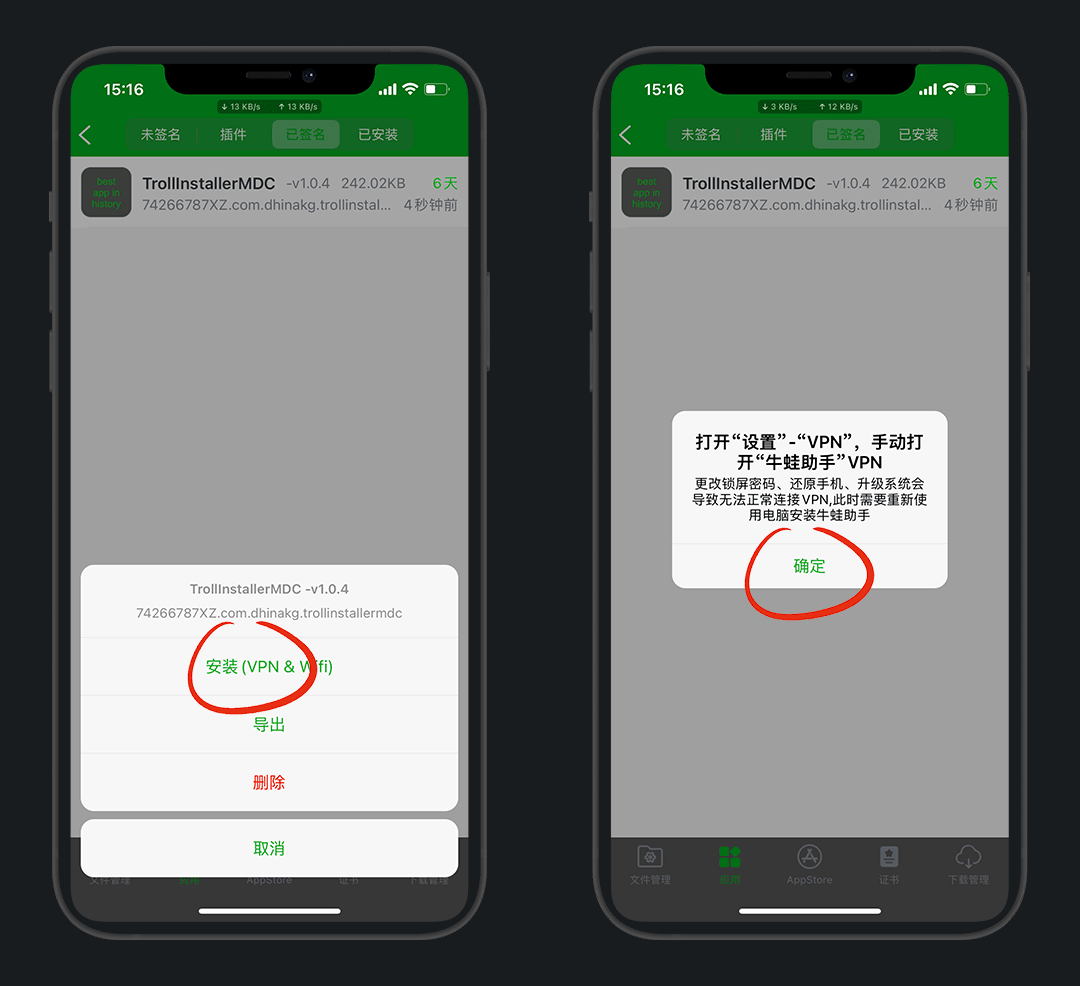 15:16
↓ 13 KB/s ↑ 13 KB/s
未签名 插件 已签名 已安装
best
app in
history
TrollInstallerMDC -v1.0.4 242.02KB 6天
74266787XZ.com.dhinakg.trollinstal... 4秒钟前
TrollInstallerMDC -v1.0.4
74266787XZ.com.dhinakg.trollinstallermdc
安装 (VPN & Wifi)
导出
删除
取消
文件管理 应用 AppStore 证书 下载管理
15:16
↓ 3 KB/s ↑ 12 KB/s
未签名 插件 已签名 已安装
best
app in
history
TrollInstallerMDC -v1.0.4 242.02KB 6天
74266787XZ.com.dhinakg.trollinstal... 4秒钟前
打开“设置”-“VPN”，手动打
开“牛蛙助手”VPN
更改锁屏密码、还原手机、升级系统会
导致无法正常连接VPN,此时需要重新使
用电脑安装牛蛙助手
确定
文件管理 应用 AppStore 证书 下载管理